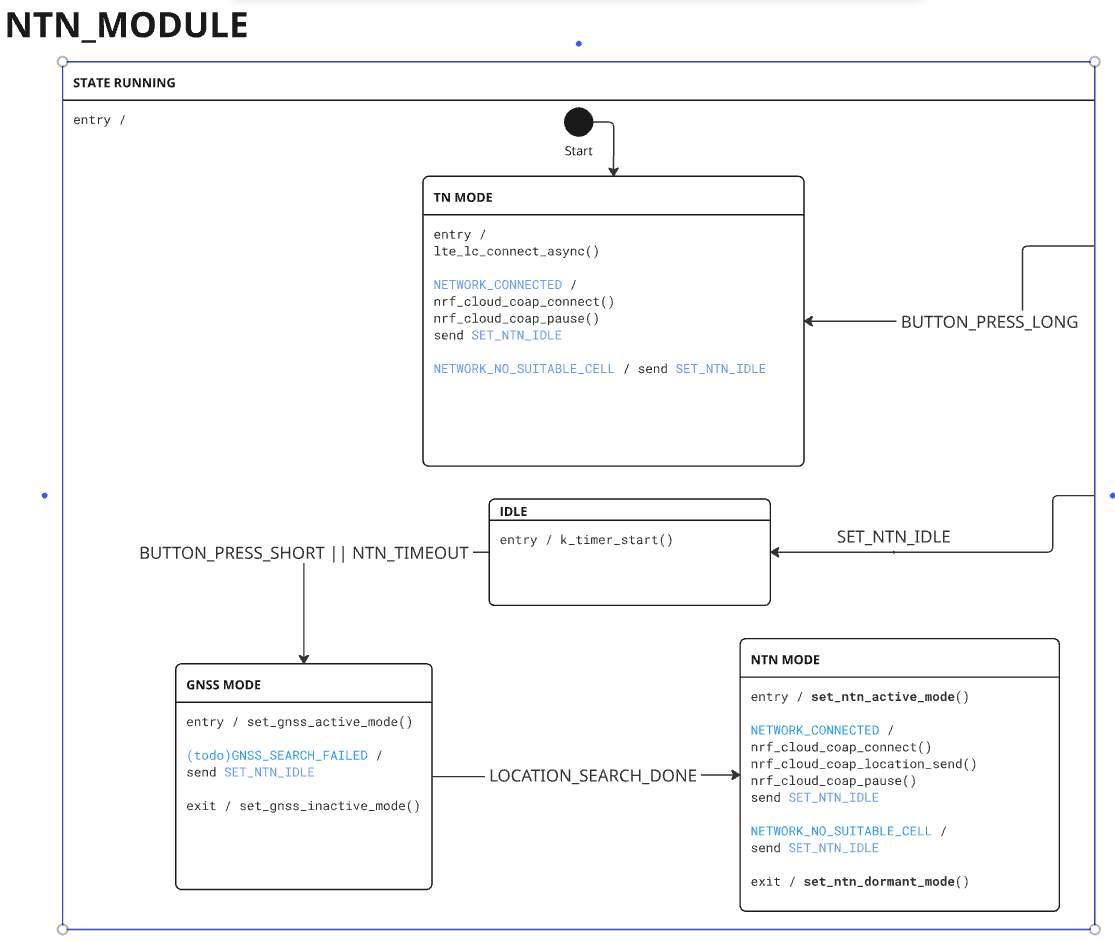 NTN_MODULE
STATE RUNNING
entry /
Start
TN MODE
entry /
lte_lc_connect_async()
NETWORK_CONNECTED /
nrf_cloud_coap_connect()
nrf_cloud_coap_pause()
send SET_NTN_IDLE
NETWORK_NO_SUITABLE_CELL / send SET_NTN_IDLE
BUTTON_PRESS_LONG
IDLE
entry / k_timer_start()
SET_NTN_IDLE
BUTTON_PRESS_SHORT || NTN_TIMEOUT
GNSS MODE
entry / set_gnss_active_mode()
(todo)GNSS_SEARCH_FAILED /
send SET_NTN_IDLE
exit / set_gnss_inactive_mode()
LOCATION_SEARCH_DONE
NTN MODE
entry / set_ntn_active_mode()
NETWORK_CONNECTED /
nrf_cloud_coap_connect()
nrf_cloud_coap_location_send()
nrf_cloud_coap_pause()
send SET_NTN_IDLE
NETWORK_NO_SUITABLE_CELL /
send SET_NTN_IDLE
exit / set_ntn_dormant_mode()